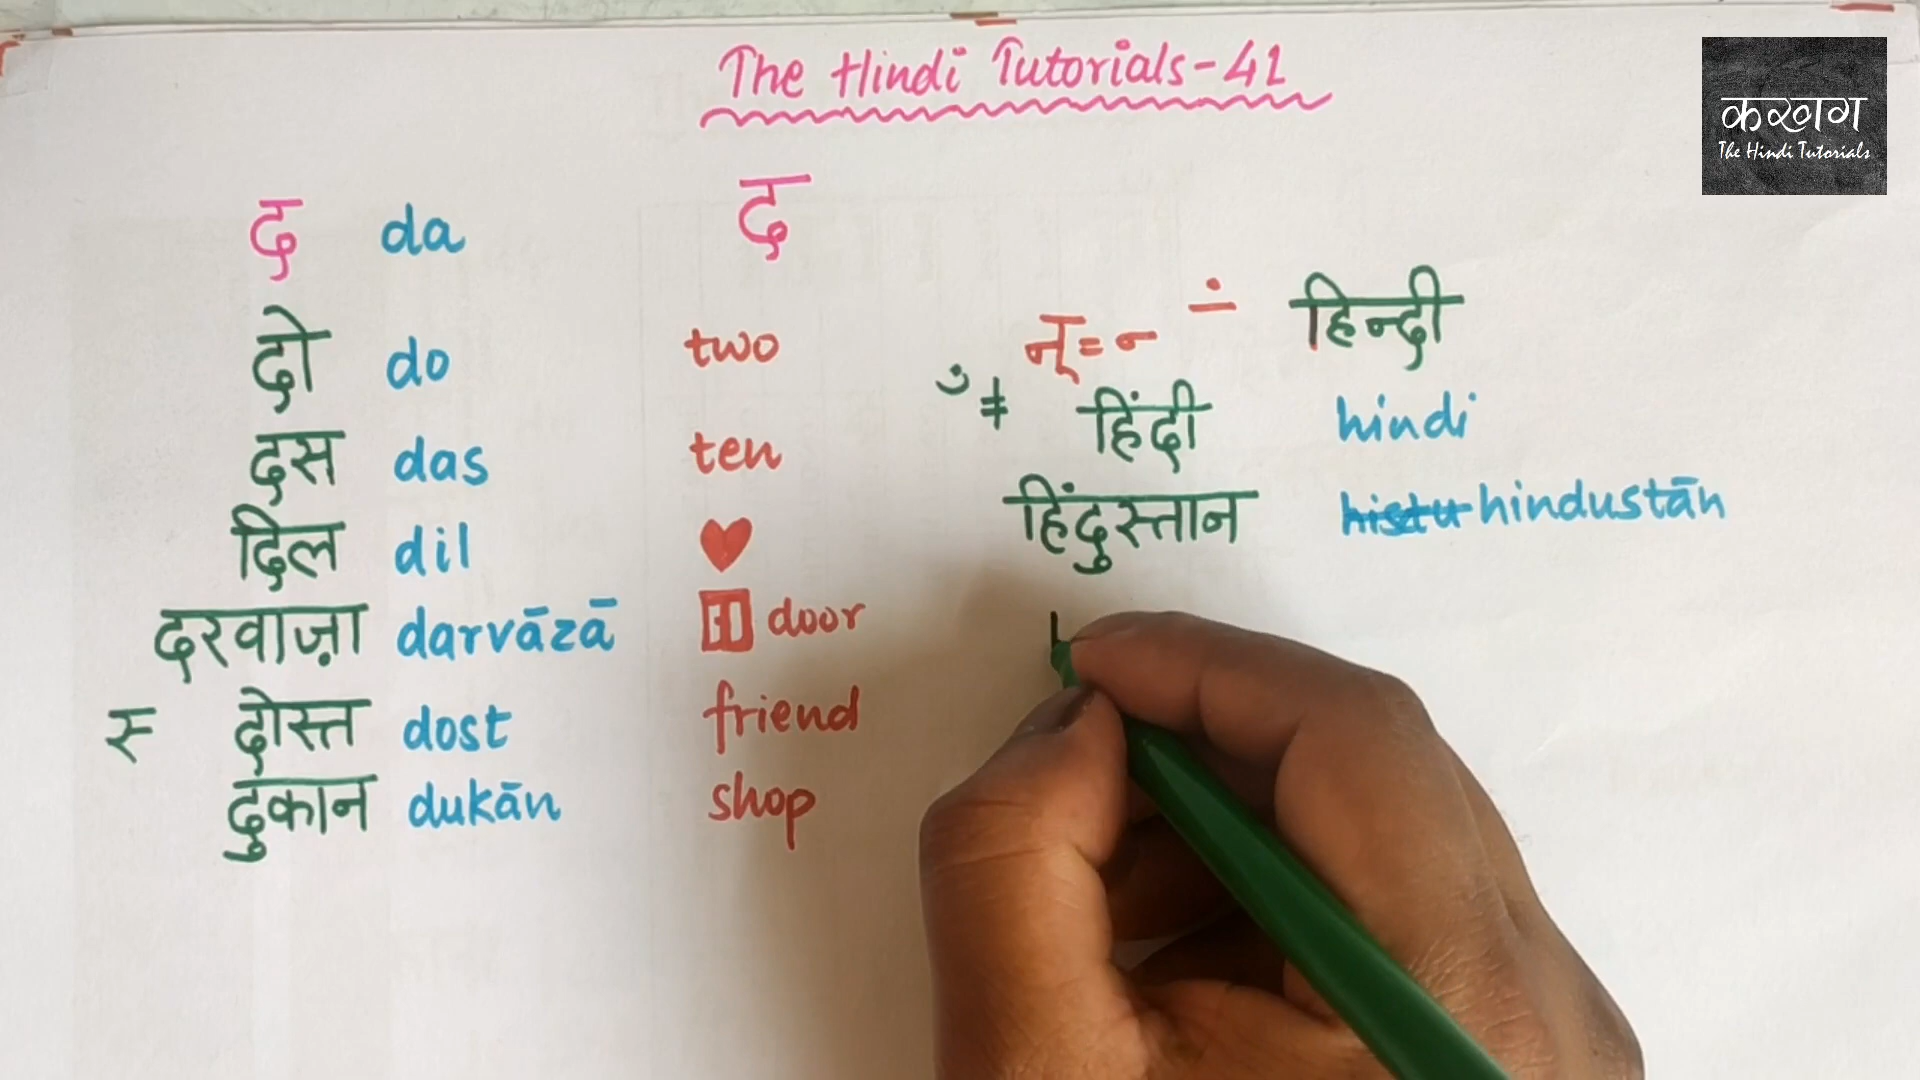 The Hindi Tutorials-41
कखग
The Hindi Tutorials
द da द
दो do two
दस das ten
दिल dil
दरवाज़ा darvāzā door
स् दोस्त dost friend
दुकान dukān shop
न् = न्
हिन्दी
ँ ≠ हिंदी hindi
हिंदुस्तान hindustān